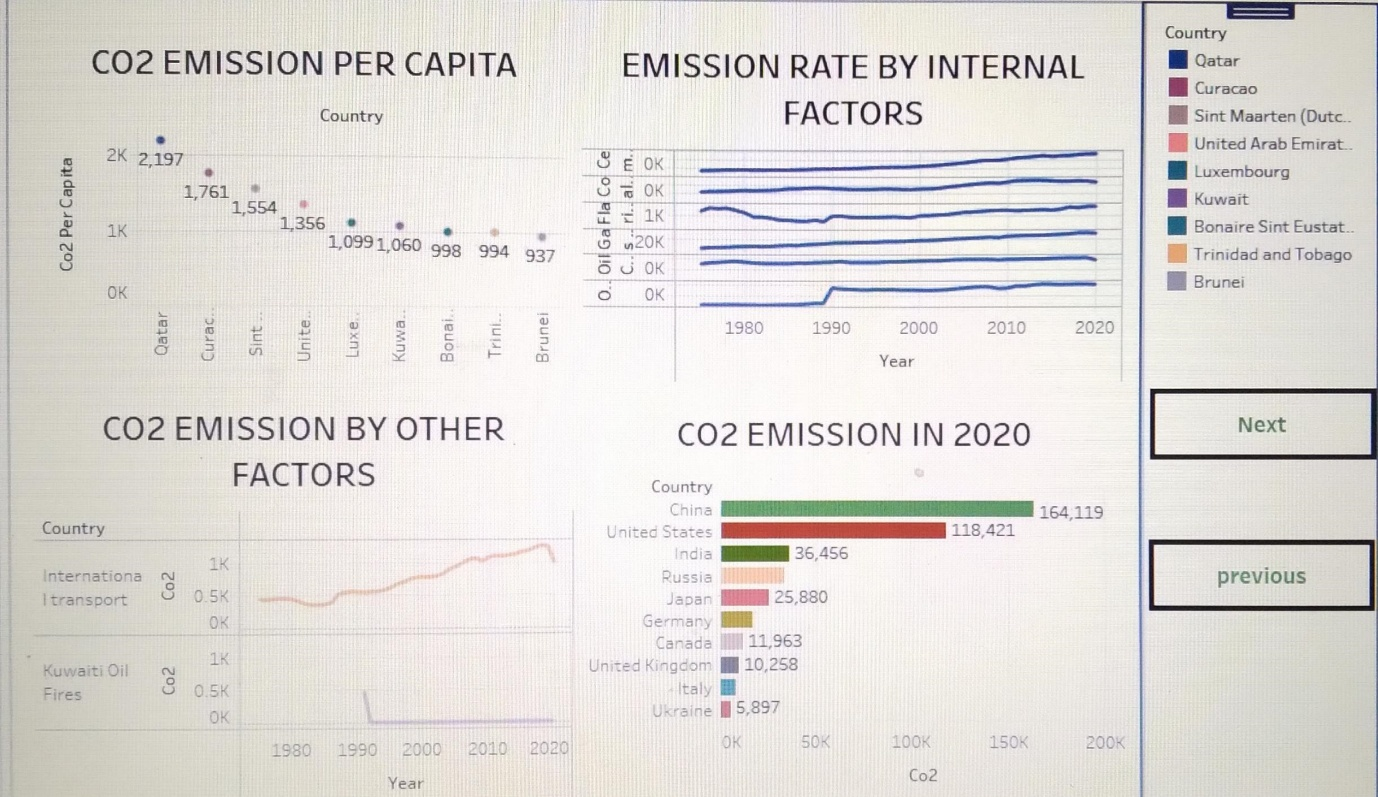 CO2 EMISSION PER CAPITA
Country
Co2 Per Capita
2K
1K
0K
2,197
1,761
1,554
1,356
1,099
1,060
998
994
937
Qatar
Curac..
Sint ..
Unite..
Luxe..
Kuwa..
Bonai..
Trini..
Brunei
EMISSION RATE BY INTERNAL
FACTORS
Ce
m..
0K
Co
al..
0K
Fla
ri..
1K
Ga
s..
20K
Oil
C..
0K
O..
0K
1980 1990 2000 2010 2020
Year
CO2 EMISSION BY OTHER
FACTORS
Country
Internationa
l transport
Co2
1K
0.5K
0K
Kuwaiti Oil
Fires
Co2
1K
0.5K
0K
1980 1990 2000 2010 2020
Year
CO2 EMISSION IN 2020
Country
China 164,119
United States 118,421
India 36,456
Russia
Japan 25,880
Germany
Canada 11,963
United Kingdom 10,258
Italy
Ukraine 5,897
0K 50K 100K 150K 200K
Co2
Country
Qatar
Curacao
Sint Maarten (Dutc..
United Arab Emirat..
Luxembourg
Kuwait
Bonaire Sint Eustat..
Trinidad and Tobago
Brunei
Next
previous